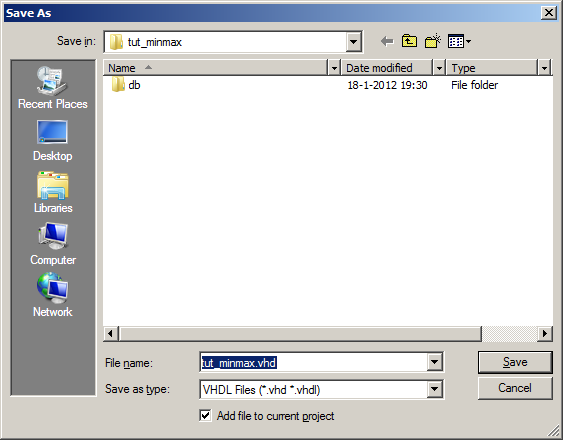 Save As
Save in: tut_minmax
Name Date modified Type
db 18-1-2012 19:30 File folder
Recent Places
Desktop
Libraries
Computer
Network
File name: tut_minmax.vhd Save
Save as type: VHDL Files (*.vhd *.vhdl) Cancel
Add file to current project